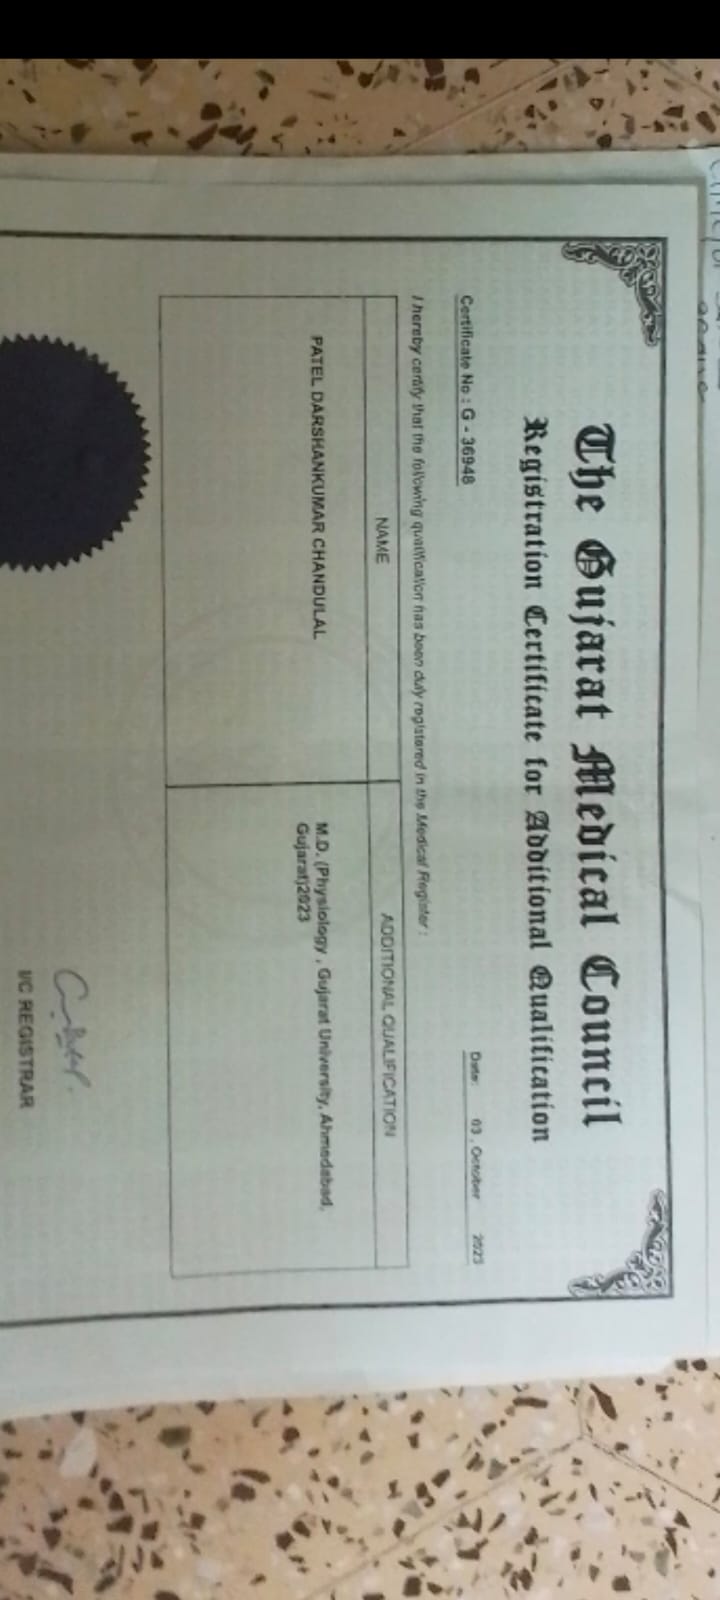 The Gujarat Medical Council
Registration Certificate for Additional Qualification
Certificate No : G - 36948
Date: 03 , October 2023
I hereby certify that the following qualification has been duly registered in the Medical Register :
NAME
ADDITIONAL QUALIFICATION
PATEL DARSHANKUMAR CHANDULAL
M.D. (Physiology , Gujarat University, Ahmedabad,
Gujarat)2023
I/C REGISTRAR